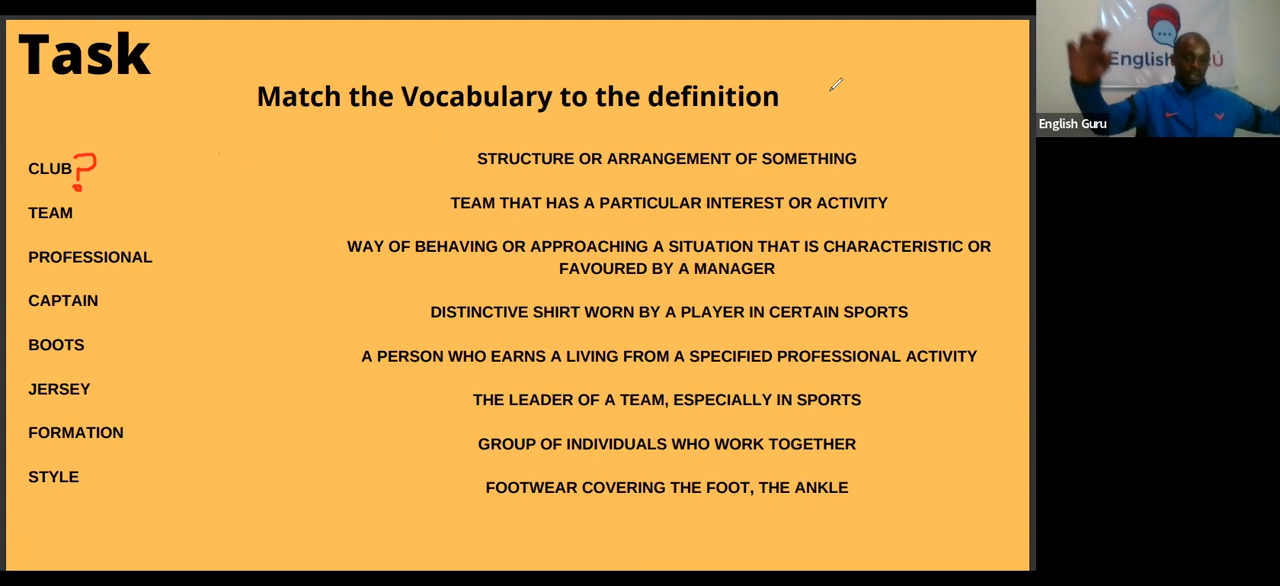 Task
Match the Vocabulary to the definition
CLUB?
TEAM
PROFESSIONAL
CAPTAIN
BOOTS
JERSEY
FORMATION
STYLE
STRUCTURE OR ARRANGEMENT OF SOMETHING
TEAM THAT HAS A PARTICULAR INTEREST OR ACTIVITY
WAY OF BEHAVING OR APPROACHING A SITUATION THAT IS CHARACTERISTIC OR
FAVOURED BY A MANAGER
DISTINCTIVE SHIRT WORN BY A PLAYER IN CERTAIN SPORTS
A PERSON WHO EARNS A LIVING FROM A SPECIFIED PROFESSIONAL ACTIVITY
THE LEADER OF A TEAM, ESPECIALLY IN SPORTS
GROUP OF INDIVIDUALS WHO WORK TOGETHER
FOOTWEAR COVERING THE FOOT, THE ANKLE
English
English Guru